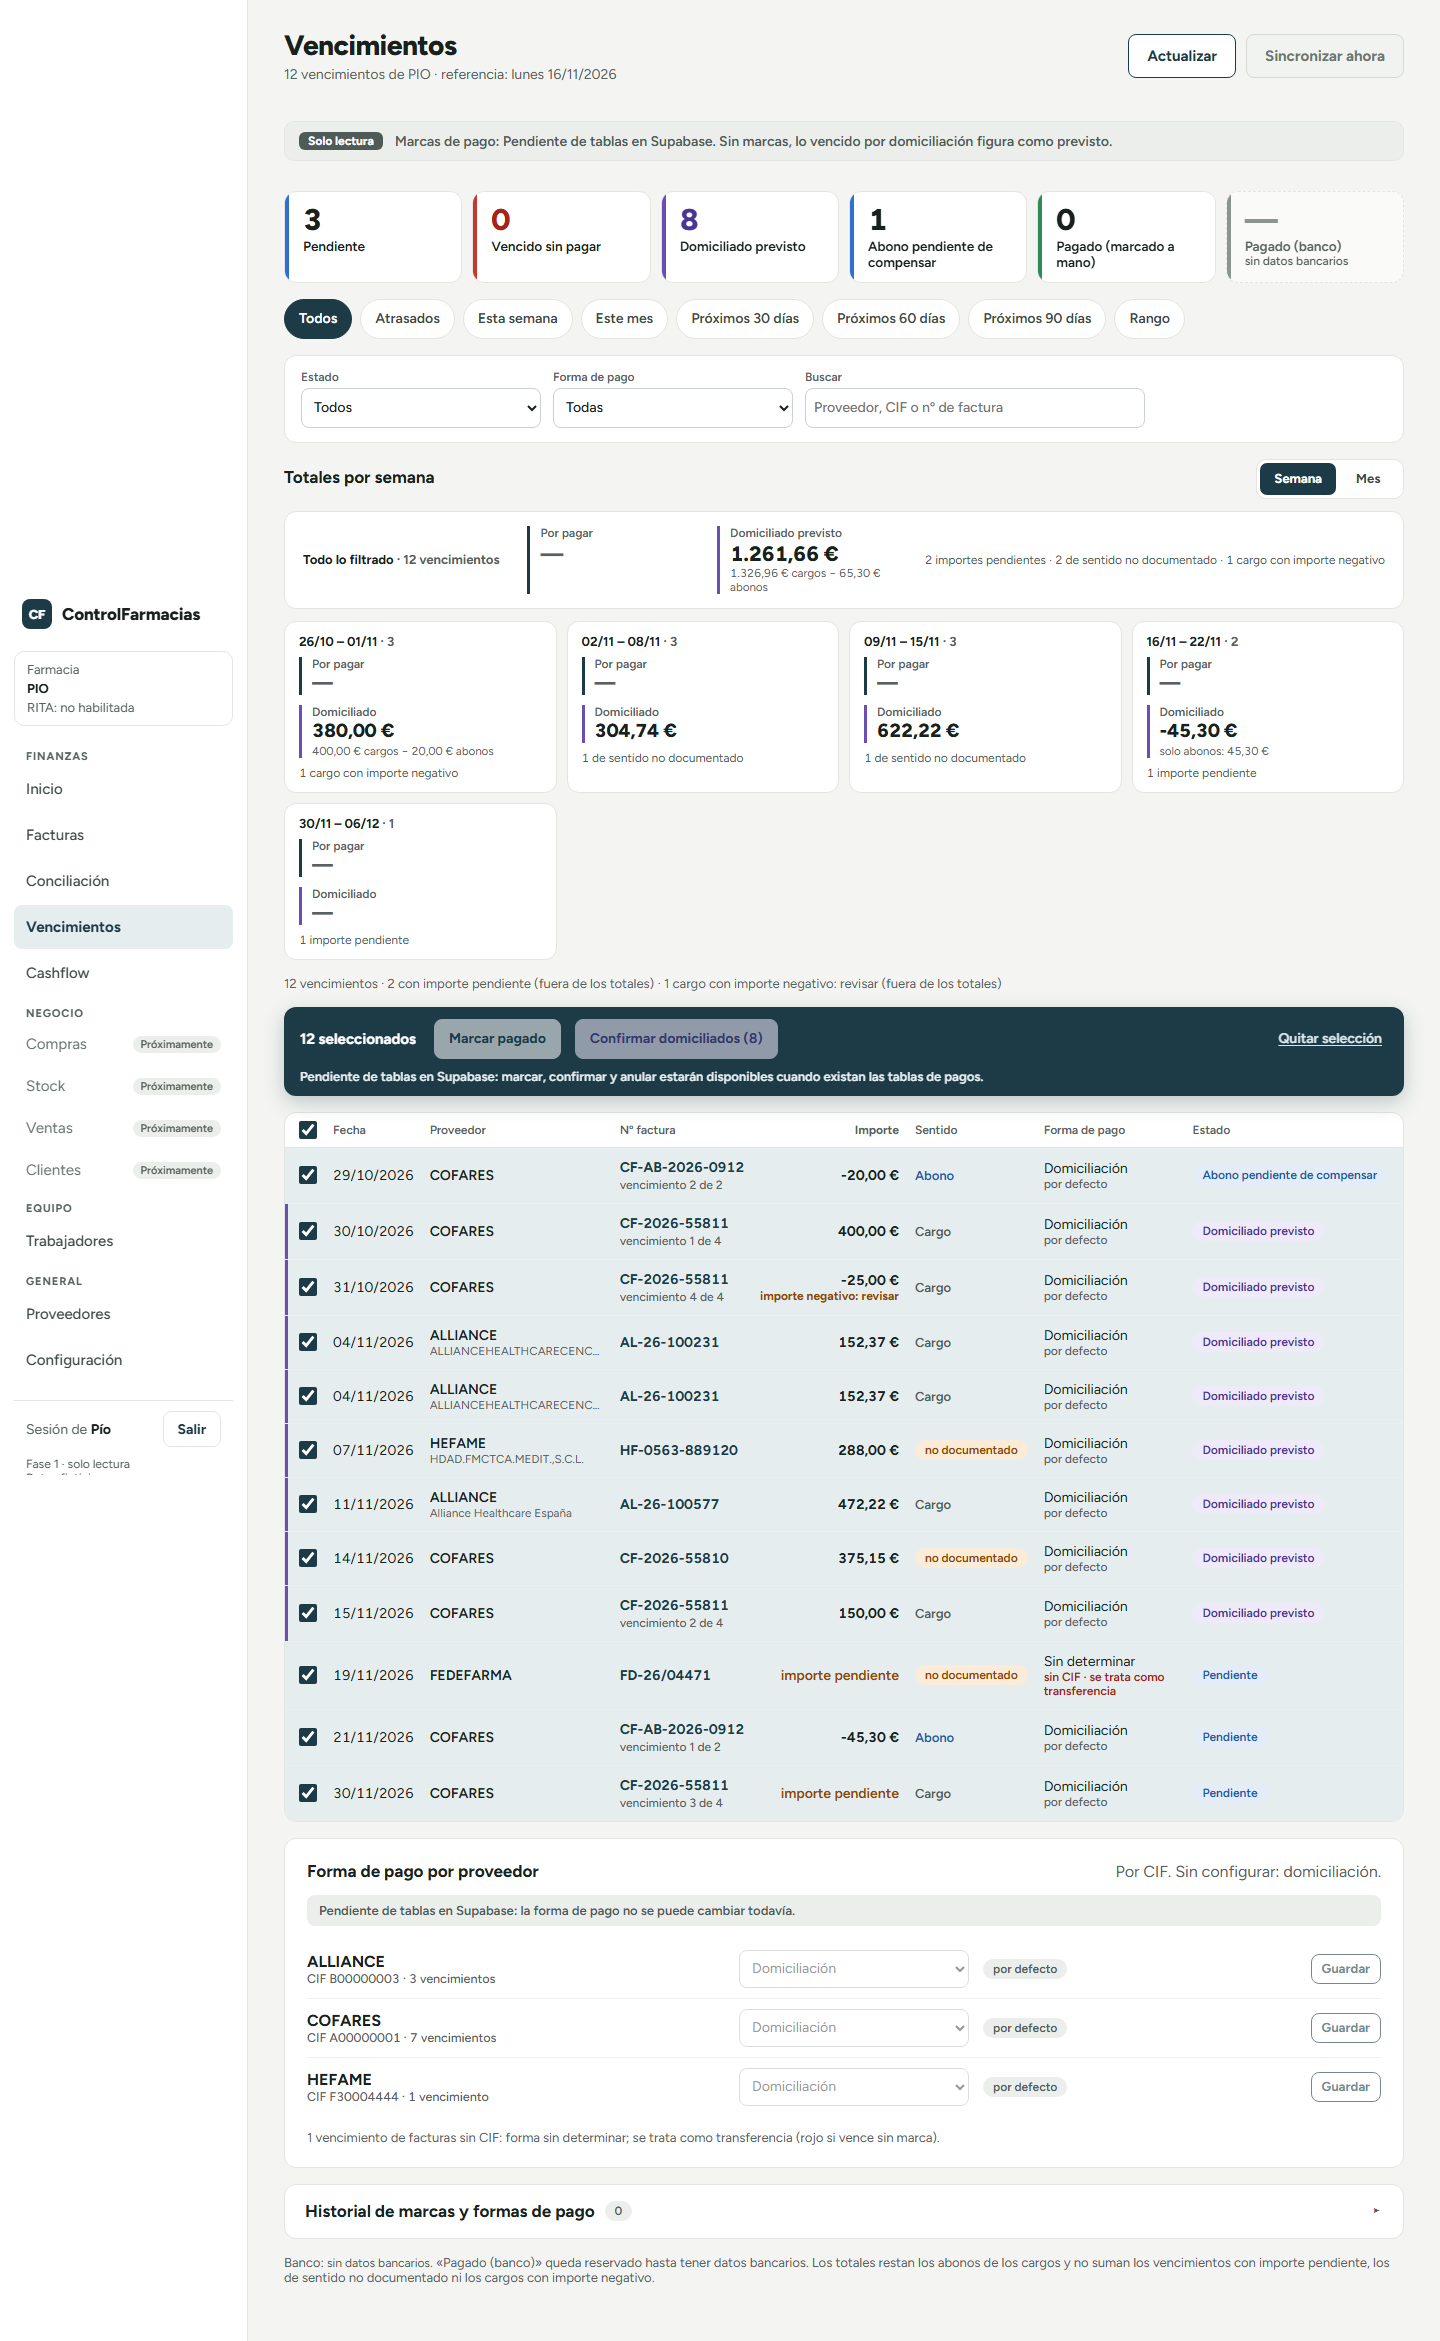 CF ControlFarmacias
Farmacia
PIO
RITA: no habilitada
FINANZAS
Inicio
Facturas
Conciliación
Vencimientos
Cashflow
NEGOCIO
Compras Próximamente
Stock Próximamente
Ventas Próximamente
Clientes Próximamente
EQUIPO
Trabajadores
GENERAL
Proveedores
Configuración
Sesión de Pío Salir
Fase 1 · solo lectura
Vencimientos
12 vencimientos de PIO · referencia: lunes 16/11/2026
Actualizar Sincronizar ahora
Solo lectura Marcas de pago: Pendiente de tablas en Supabase. Sin marcas, lo vencido por domiciliación figura como previsto.
3
Pendiente
0
Vencido sin pagar
8
Domiciliado previsto
1
Abono pendiente de
compensar
0
Pagado (marcado a
mano)
—
Pagado (banco)
sin datos bancarios
Todos Atrasados Esta semana Este mes Próximos 30 días Próximos 60 días Próximos 90 días Rango
Estado Forma de pago Buscar
Todos Todas Proveedor, CIF o nº de factura
Totales por semana
Semana Mes
Todo lo filtrado · 12 vencimientos
Por pagar
—
Domiciliado previsto
1.261,66 €
1.326,96 € cargos − 65,30 €
abonos
2 importes pendientes · 2 de sentido no documentado · 1 cargo con importe negativo
26/10 – 01/11 · 3
Por pagar
—
Domiciliado
380,00 €
400,00 € cargos − 20,00 € abonos
1 cargo con importe negativo
02/11 – 08/11 · 3
Por pagar
—
Domiciliado
304,74 €
1 de sentido no documentado
09/11 – 15/11 · 3
Por pagar
—
Domiciliado
622,22 €
1 de sentido no documentado
16/11 – 22/11 · 2
Por pagar
—
Domiciliado
-45,30 €
solo abonos: 45,30 €
1 importe pendiente
30/11 – 06/12 · 1
Por pagar
—
Domiciliado
—
1 importe pendiente
12 vencimientos · 2 con importe pendiente (fuera de los totales) · 1 cargo con importe negativo: revisar (fuera de los totales)
12 seleccionados Marcar pagado Confirmar domiciliados (8) Quitar selección
Pendiente de tablas en Supabase: marcar, confirmar y anular estarán disponibles cuando existan las tablas de pagos.
Fecha Proveedor Nº factura Importe Sentido Forma de pago Estado
29/10/2026 COFARES CF-AB-2026-0912 -20,00 € Abono Domiciliación Abono pendiente de compensar
vencimiento 2 de 2 por defecto
30/10/2026 COFARES CF-2026-55811 400,00 € Cargo Domiciliación Domiciliado previsto
vencimiento 1 de 4 por defecto
31/10/2026 COFARES CF-2026-55811 -25,00 € Cargo Domiciliación Domiciliado previsto
vencimiento 4 de 4 importe negativo: revisar por defecto
04/11/2026 ALLIANCE AL-26-100231 152,37 € Cargo Domiciliación Domiciliado previsto
ALLIANCEHEALTHCARECENC... por defecto
04/11/2026 ALLIANCE AL-26-100231 152,37 € Cargo Domiciliación Domiciliado previsto
ALLIANCEHEALTHCARECENC... por defecto
07/11/2026 HEFAME HF-0563-889120 288,00 € no documentado Domiciliación Domiciliado previsto
HDAD.FMCTCA.MEDIT.,S.C.L. por defecto
11/11/2026 ALLIANCE AL-26-100577 472,22 € Cargo Domiciliación Domiciliado previsto
Alliance Healthcare España por defecto
14/11/2026 COFARES CF-2026-55810 375,15 € no documentado Domiciliación Domiciliado previsto
por defecto
15/11/2026 COFARES CF-2026-55811 150,00 € Cargo Domiciliación Domiciliado previsto
vencimiento 2 de 4 por defecto
19/11/2026 FEDEFARMA FD-26/04471 importe pendiente no documentado Sin determinar Pendiente
sin CIF · se trata como
transferencia
21/11/2026 COFARES CF-AB-2026-0912 -45,30 € Abono Domiciliación Pendiente
vencimiento 1 de 2 por defecto
30/11/2026 COFARES CF-2026-55811 importe pendiente Cargo Domiciliación Pendiente
vencimiento 3 de 4 por defecto
Forma de pago por proveedor Por CIF. Sin configurar: domiciliación.
Pendiente de tablas en Supabase: la forma de pago no se puede cambiar todavía.
ALLIANCE
CIF B00000003 · 3 vencimientos
Domiciliación por defecto Guardar
COFARES
CIF A00000001 · 7 vencimientos
Domiciliación por defecto Guardar
HEFAME
CIF F30004444 · 1 vencimiento
Domiciliación por defecto Guardar
1 vencimiento de facturas sin CIF: forma sin determinar; se trata como transferencia (rojo si vence sin marca).
Historial de marcas y formas de pago 0
Banco: sin datos bancarios. «Pagado (banco)» queda reservado hasta tener datos bancarios. Los totales restan los abonos de los cargos y no suman los vencimientos con importe pendiente, los
de sentido no documentado ni los cargos con importe negativo.